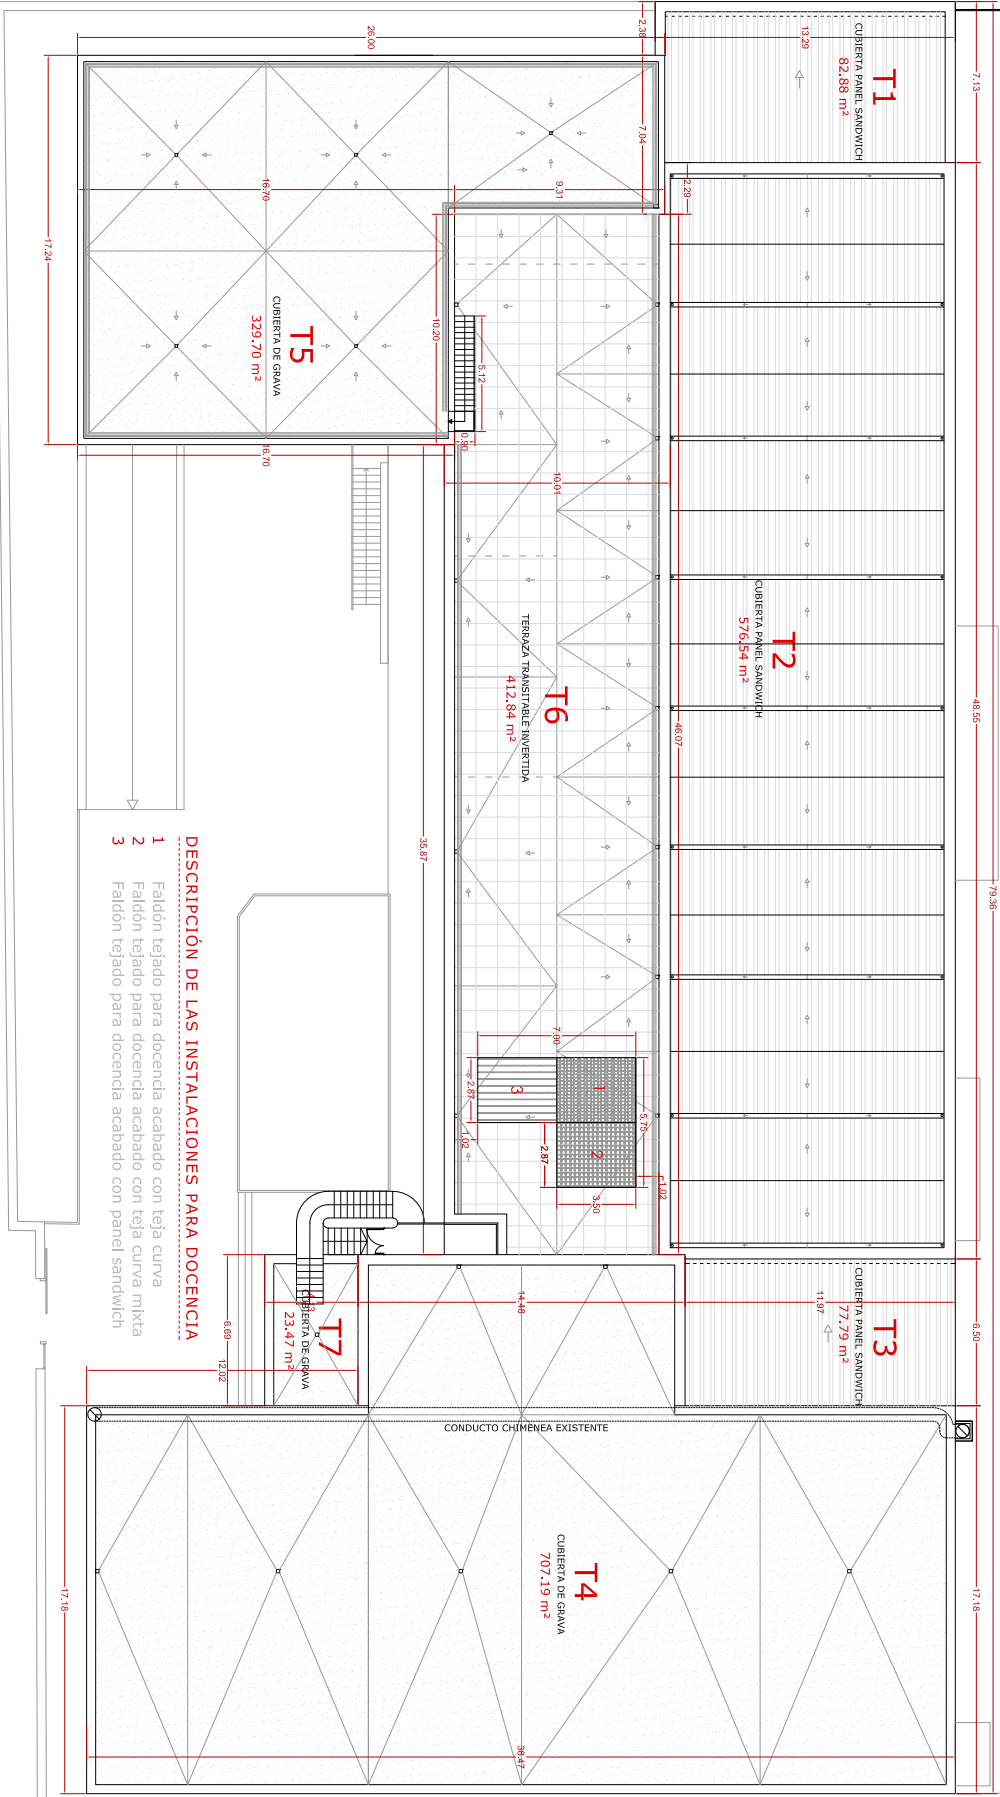 T1
CUBIERTA PANEL SANDWICH
82.88 m²
T2
CUBIERTA PANEL SANDWICH
576.54 m²
T3
CUBIERTA PANEL SANDWICH
77.79 m²
T4
CUBIERTA DE GRAVA
707.19 m²
T5
CUBIERTA DE GRAVA
329.70 m²
T6
TERRAZA TRANSITABLE INVERTIDA
412.84 m²
T7
CUBIERTA DE GRAVA
23.47 m²
CONDUCTO CHIMENEA EXISTENTE
DESCRIPCIÓN DE LAS INSTALACIONES PARA DOCENCIA
1 Faldón tejado para docencia acabado con teja curva
2 Faldón tejado para docencia acabado con teja curva mixta
3 Faldón tejado para docencia acabado con panel sandwich
1
2
3
26.00
2.38
13.29
7.13
7.04
2.29
9.31
16.70
17.24
10.20
5.12
0.90
16.70
10.01
46.07
48.55
79.36
35.87
7.00
2.87
5.75
1.02
2.87
3.50
1.02
14.48
11.97
6.50
6.69
12.02
17.18
17.18
38.47